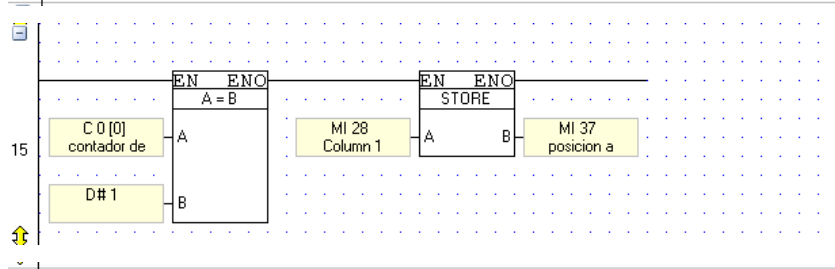 EN ENO
A = B
C 0 [0]
contador de
A
D# 1
B
EN ENO
STORE
MI 28
Column 1
A
B
MI 37
posicion a
15